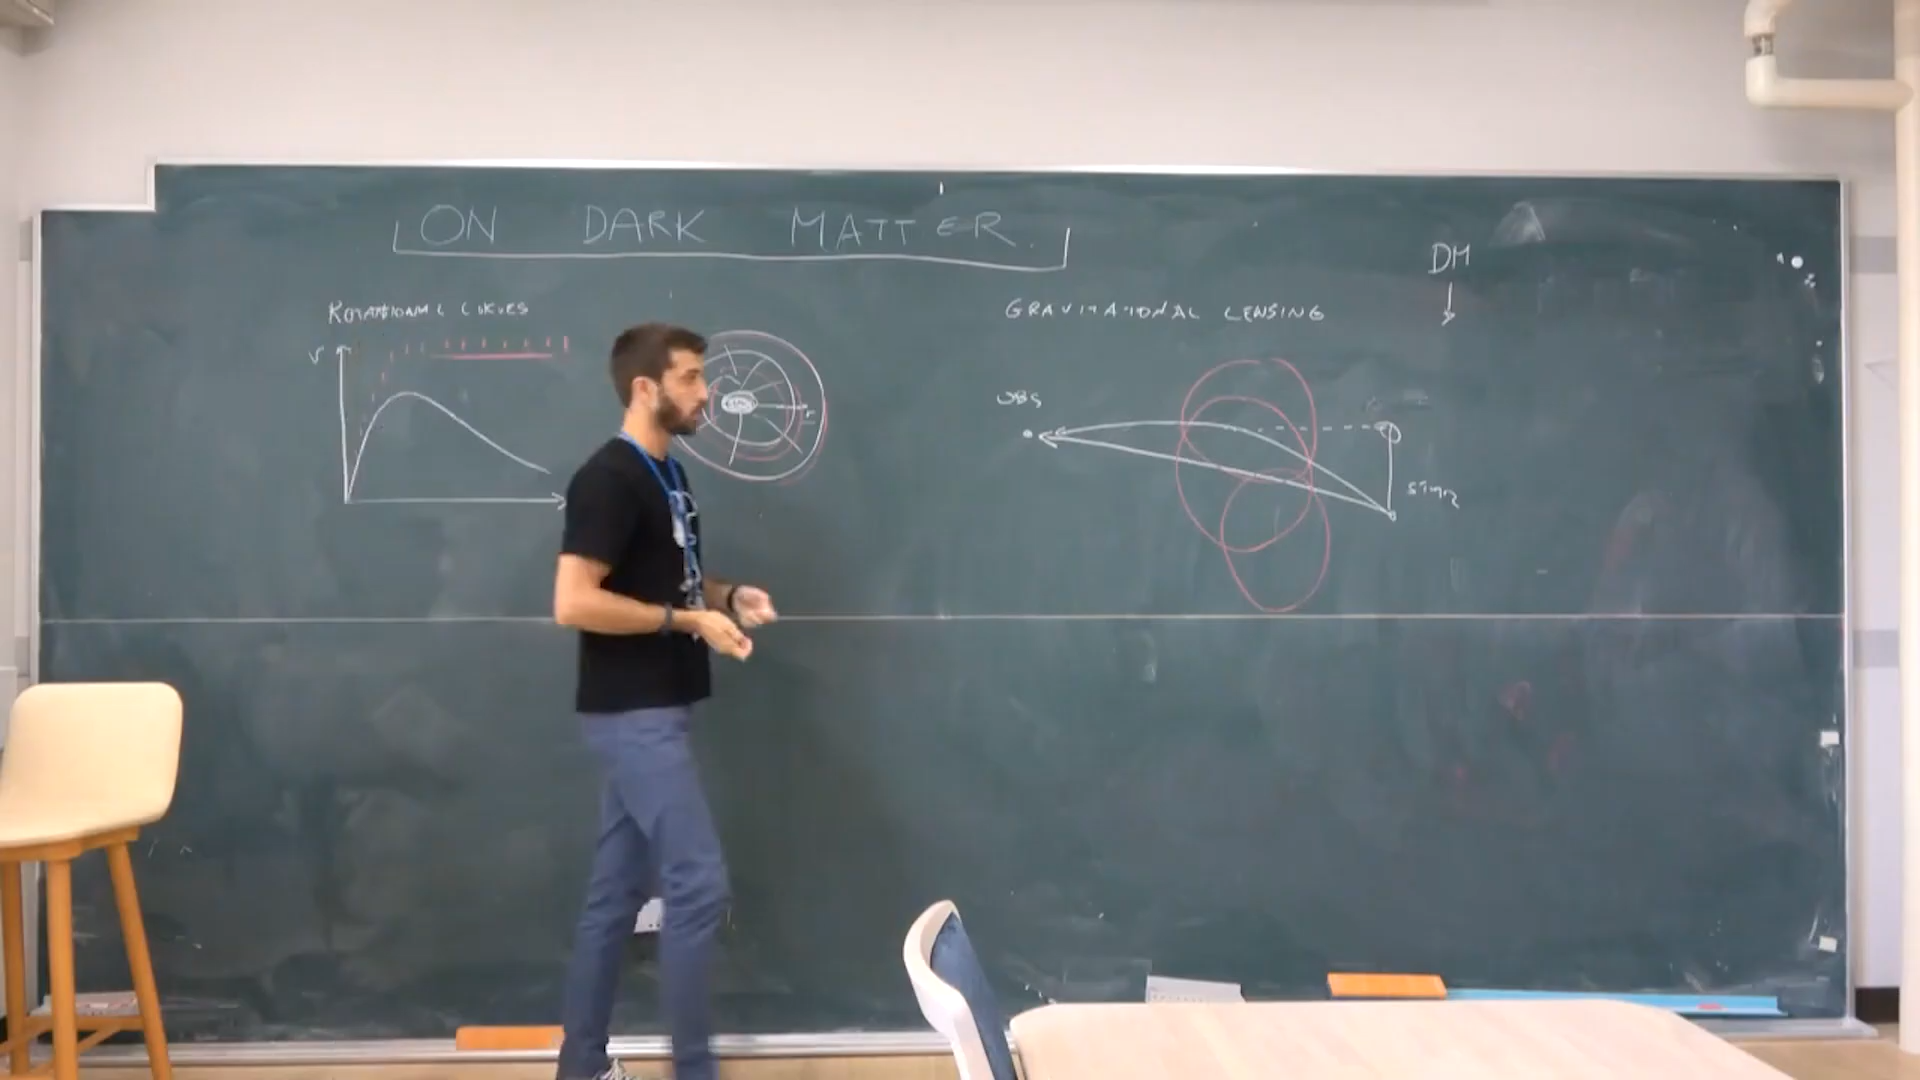 ON DARK MATTER.
ROTATIONAL CURVES
v
r
GRAVITATIONAL LENSING
OBS
STAR
DM